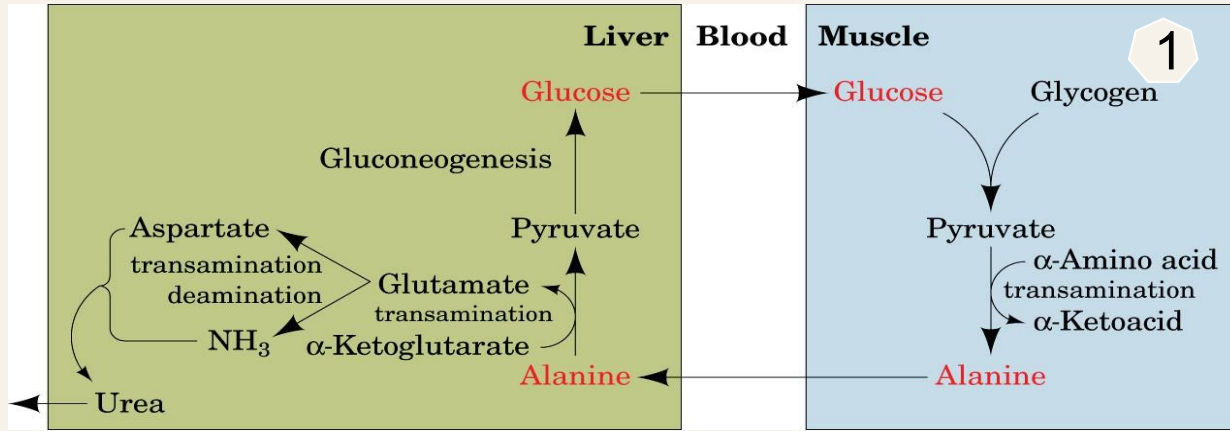 Liver
Blood
Muscle
1
Glucose
Glucose
Glycogen
Gluconeogenesis
Aspartate
Pyruvate
Pyruvate
transamination
deamination
Glutamate
transamination
α-Ketoglutarate
NH₃
α-Amino acid
transamination
α-Ketoacid
Alanine
Alanine
Urea